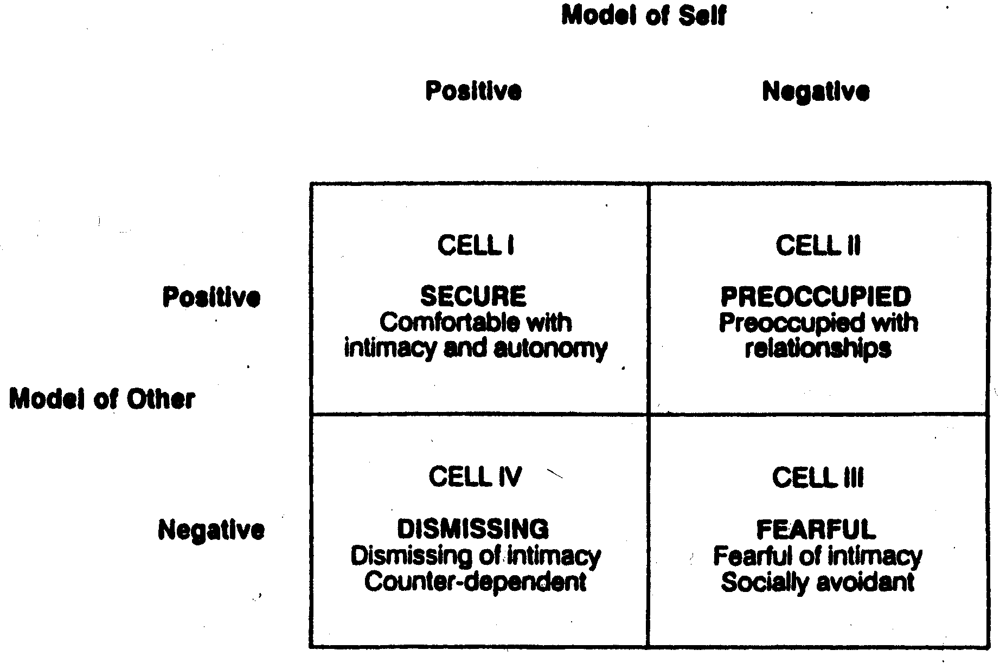 Model of Self
Positive
Negative
CELL I
CELL II
Positive
SECURE
Comfortable with
intimacy and autonomy
PREOCCUPIED
Preoccupied with
relationships
Model of Other
CELL IV
CELL III
Negative
DISMISSING
Dismissing of intimacy
Counter-dependent
FEARFUL
Fearful of intimacy
Socially avoidant